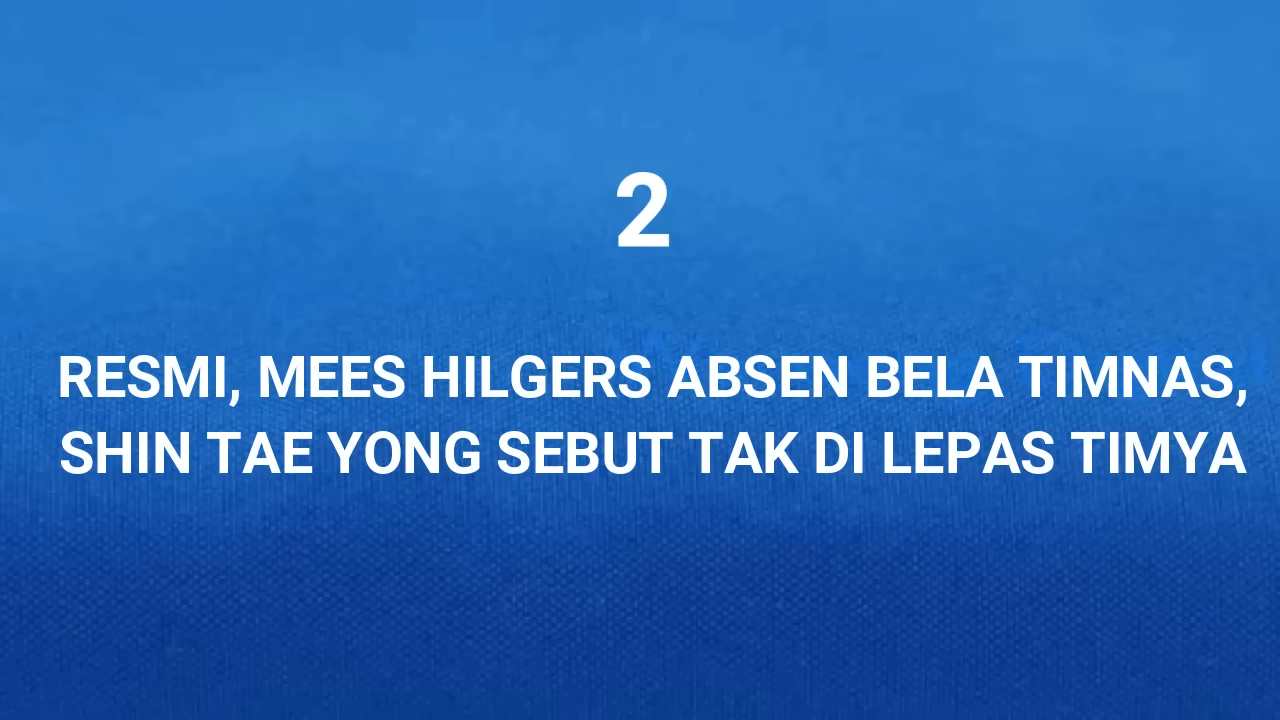 2
RESMI, MEES HILGERS ABSEN BELA TIMNAS,
SHIN TAE YONG SEBUT TAK DI LEPAS TIMYA